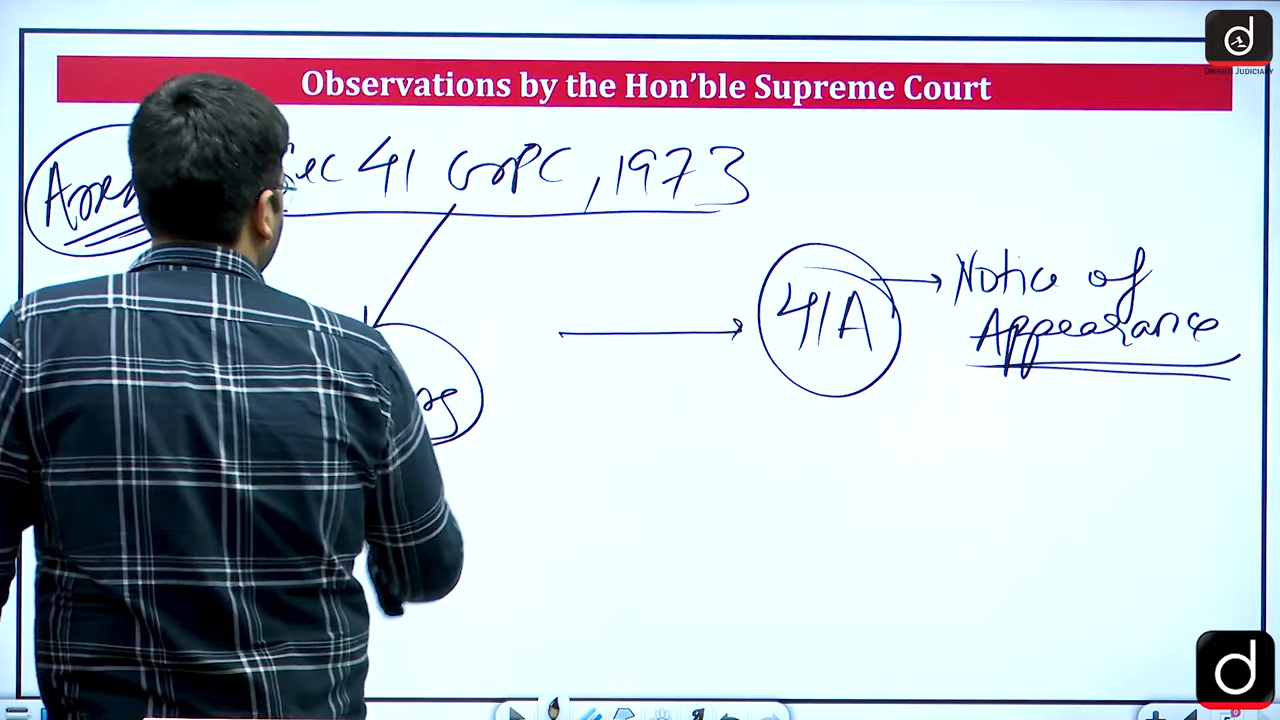 DRISHTI JUDICIARY
Observations by the Hon'ble Supreme Court
Sec 41 CrPC, 1973
41A
Notice of
Appearance